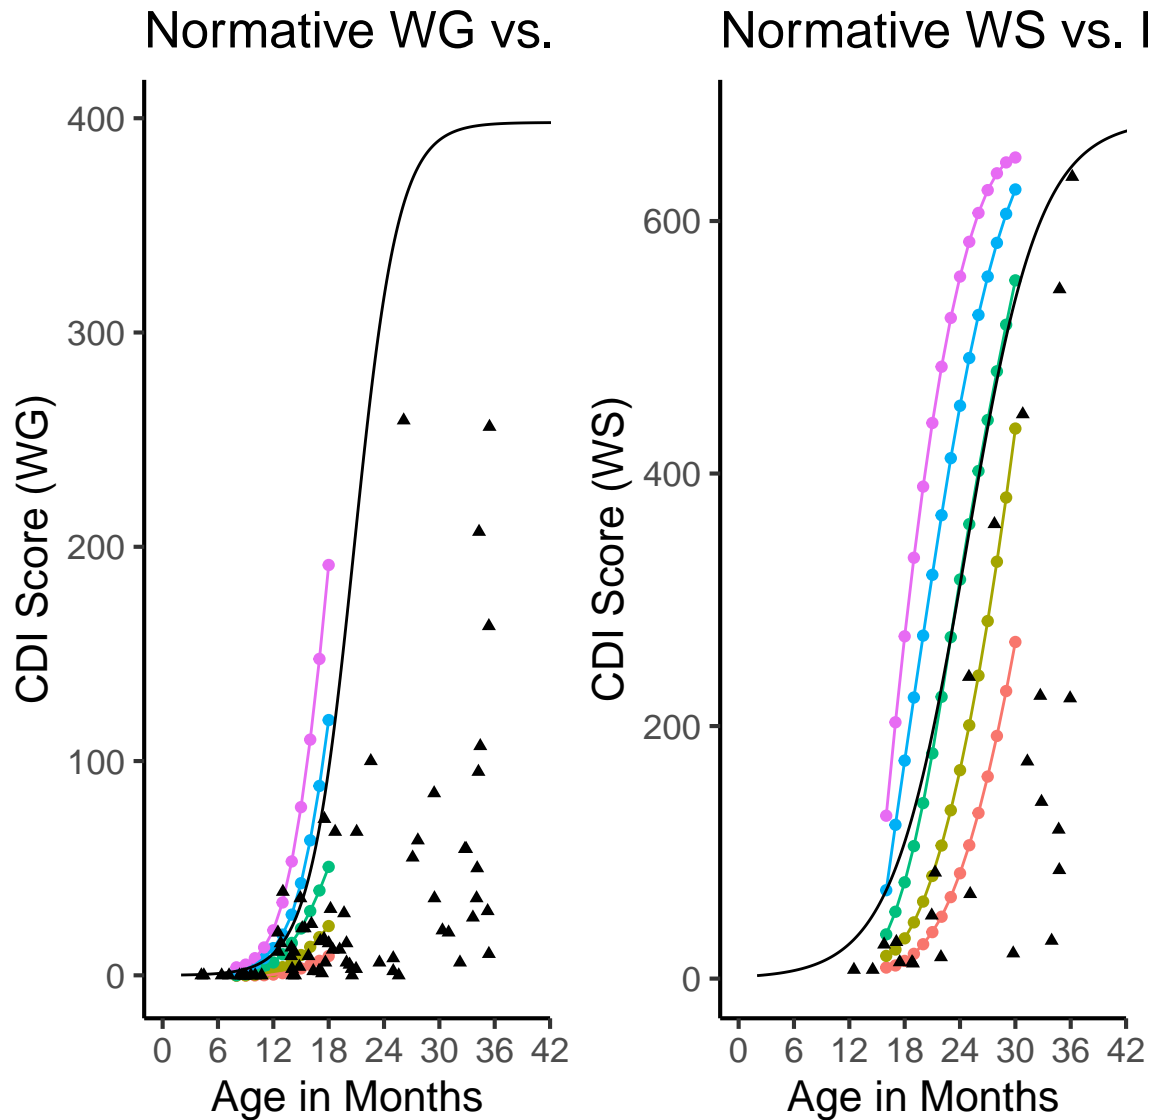 Normative WG vs.
Normative WS vs. I
CDI Score (WG)
400
300
200
100
0
0 6 12 18 24 30 36 42
Age in Months
CDI Score (WS)
600
400
200
0
0 6 12 18 24 30 36 42
Age in Months